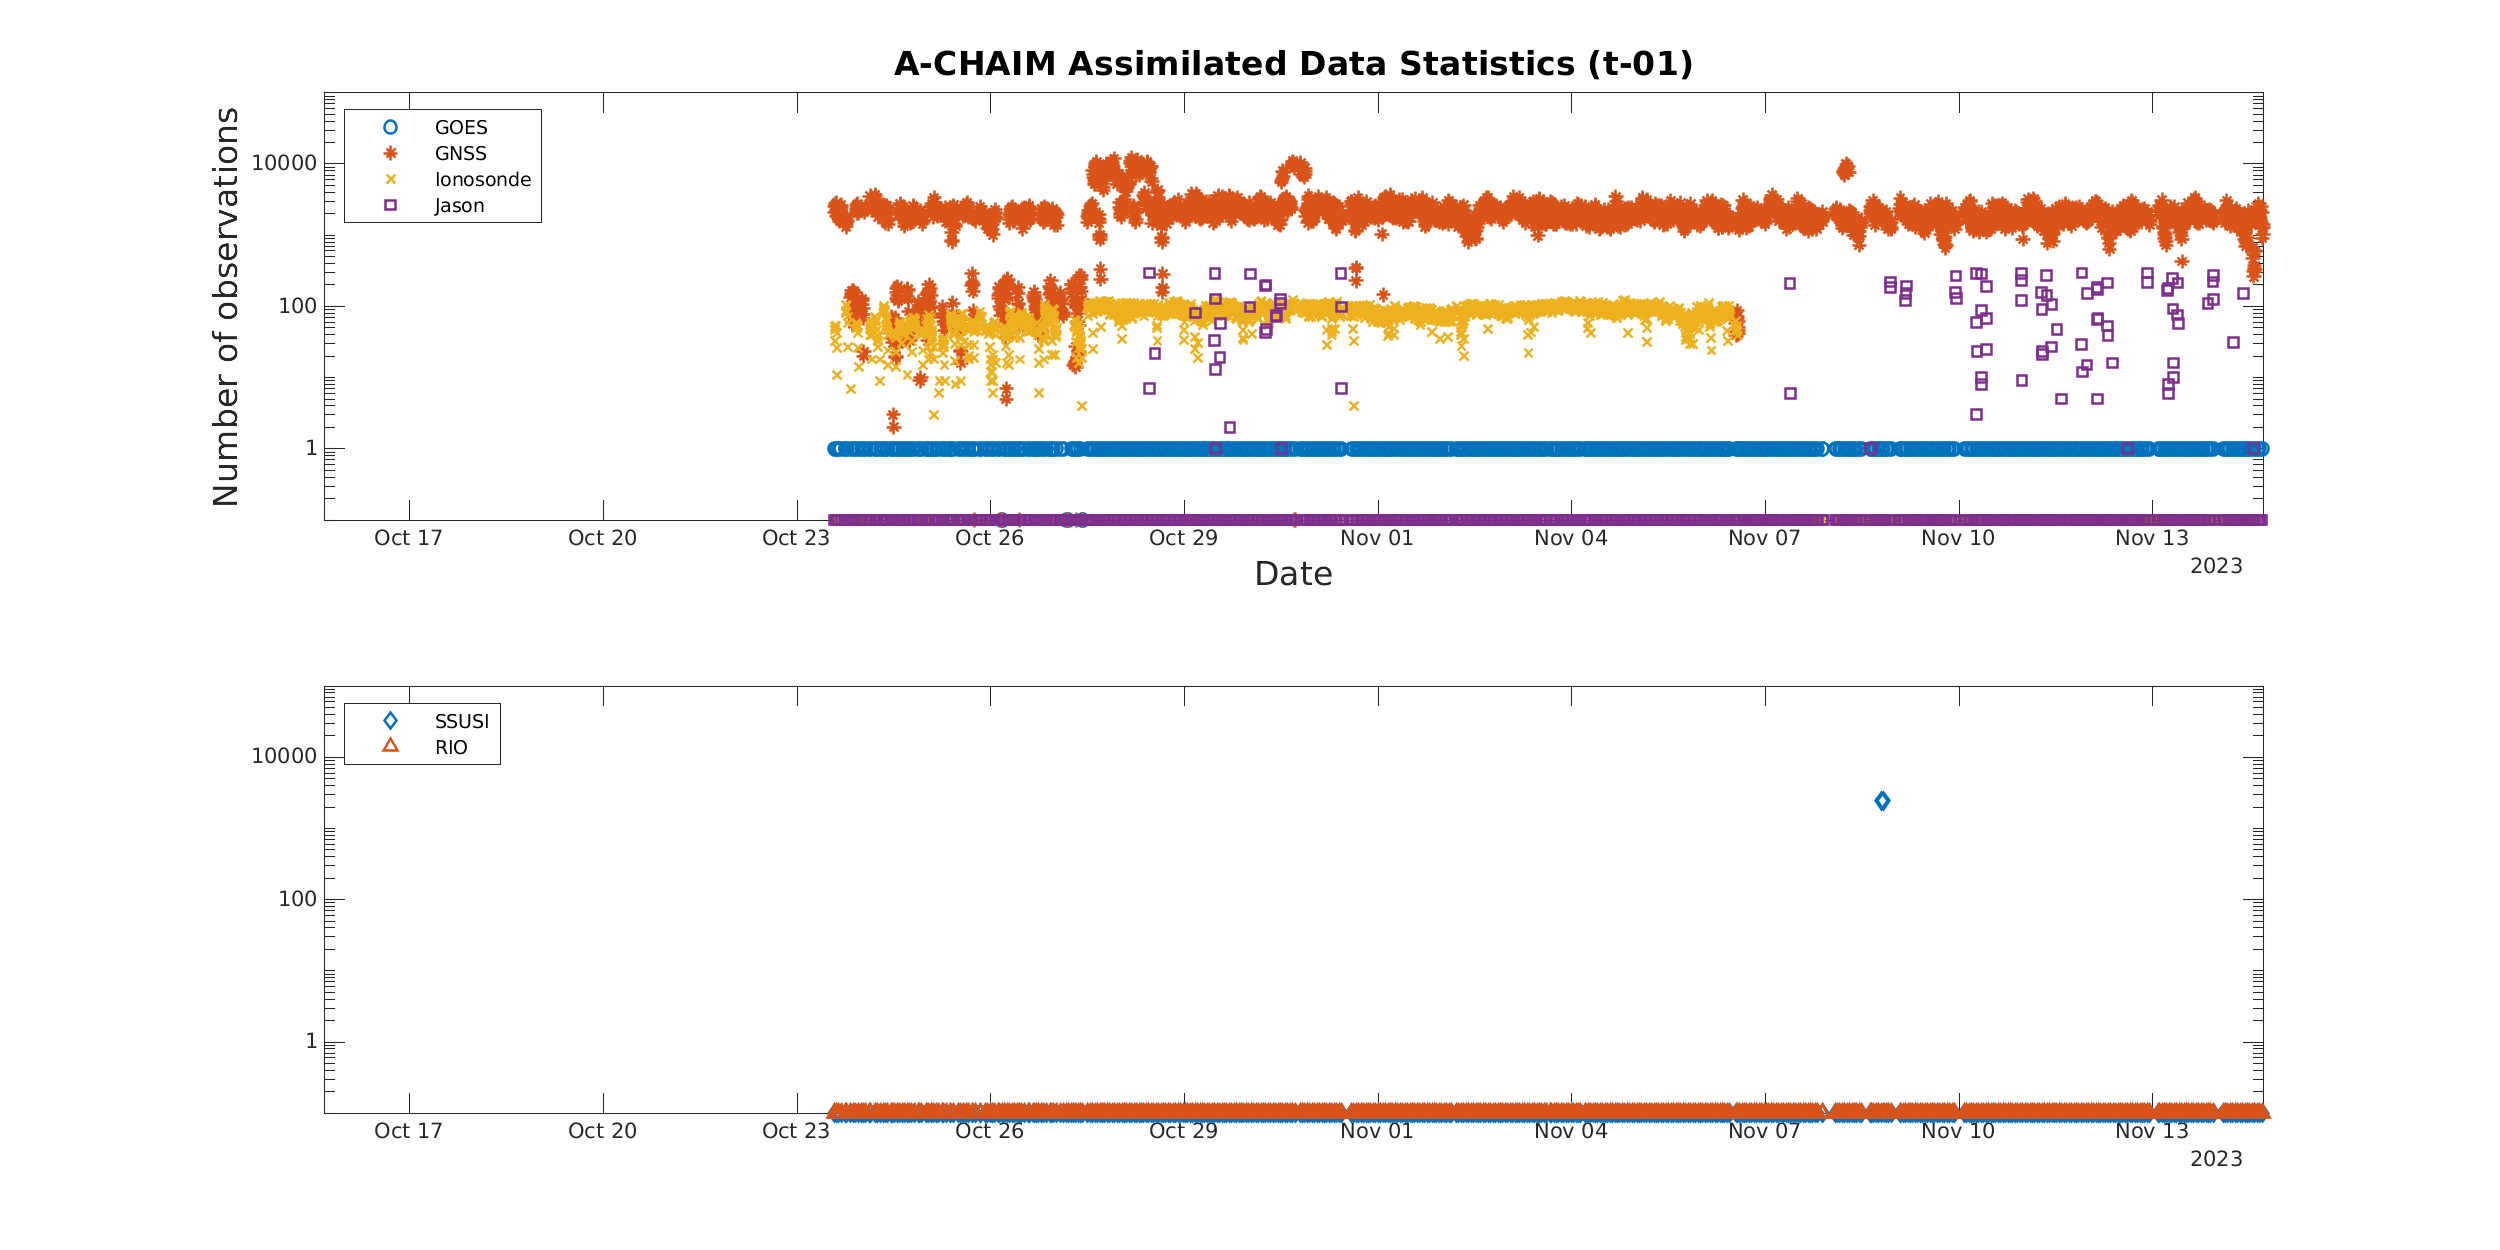 A-CHAIM Assimilated Data Statistics (t-01)
Number of observations
10000
100
1
GOES
GNSS
Ionosonde
Jason
Oct 17 Oct 20 Oct 23 Oct 26 Oct 29 Nov 01 Nov 04 Nov 07 Nov 10 Nov 13
2023
Date
10000
100
1
SSUSI
RIO
Oct 17 Oct 20 Oct 23 Oct 26 Oct 29 Nov 01 Nov 04 Nov 07 Nov 10 Nov 13
2023